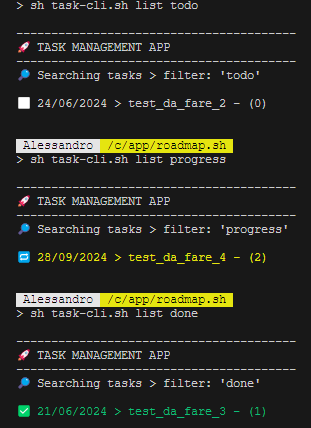 > sh task-cli.sh list todo
----------------------------------------
🚀 TASK MANAGEMENT APP
----------------------------------------
🔎 Searching tasks > filter: 'todo'
⬜ 24/06/2024 > test_da_fare_2 - (0)
Alessandro /c/app/roadmap.sh
> sh task-cli.sh list progress
----------------------------------------
🚀 TASK MANAGEMENT APP
----------------------------------------
🔎 Searching tasks > filter: 'progress'
🔁 28/09/2024 > test_da_fare_4 - (2)
Alessandro /c/app/roadmap.sh
> sh task-cli.sh list done
----------------------------------------
🚀 TASK MANAGEMENT APP
----------------------------------------
🔎 Searching tasks > filter: 'done'
✅ 21/06/2024 > test_da_fare_3 - (1)